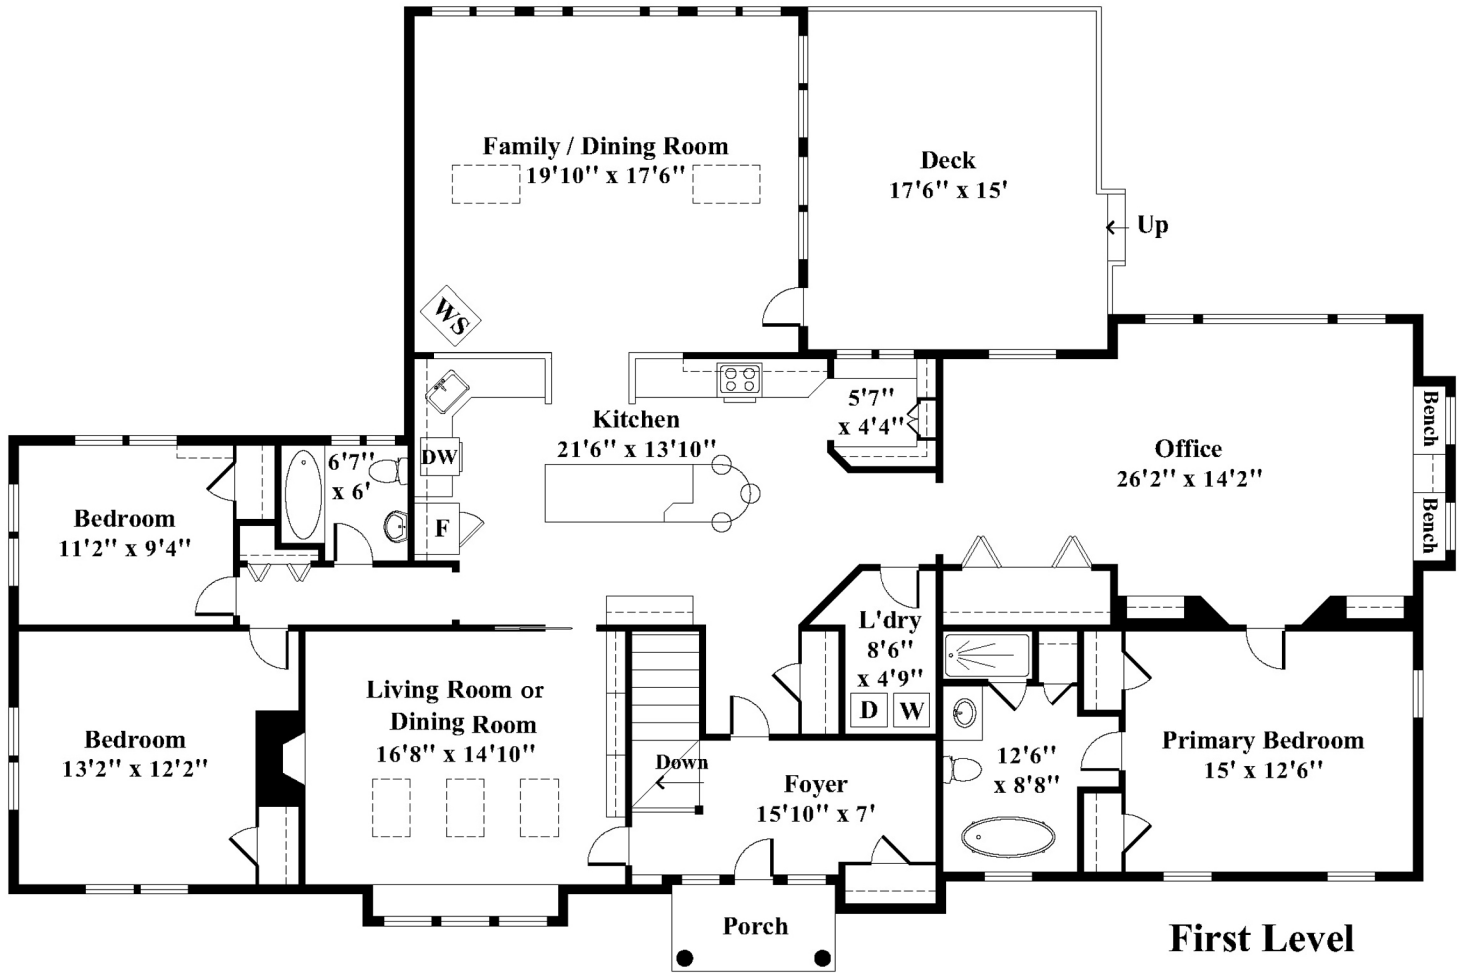 Family / Dining Room
19'10" x 17'6"
Deck
17'6" x 15'
Up
WS
Kitchen
21'6" x 13'10"
5'7"
x 4'4"
Office
26'2" x 14'2"
Bench
Bench
DW
F
6'7"
x 6'
Bedroom
11'2" x 9'4"
L'dry
8'6"
x 4'9"
D
W
Living Room or
Dining Room
16'8" x 14'10"
Bedroom
13'2" x 12'2"
Down
Foyer
15'10" x 7'
12'6"
x 8'8"
Primary Bedroom
15' x 12'6"
Porch
First Level